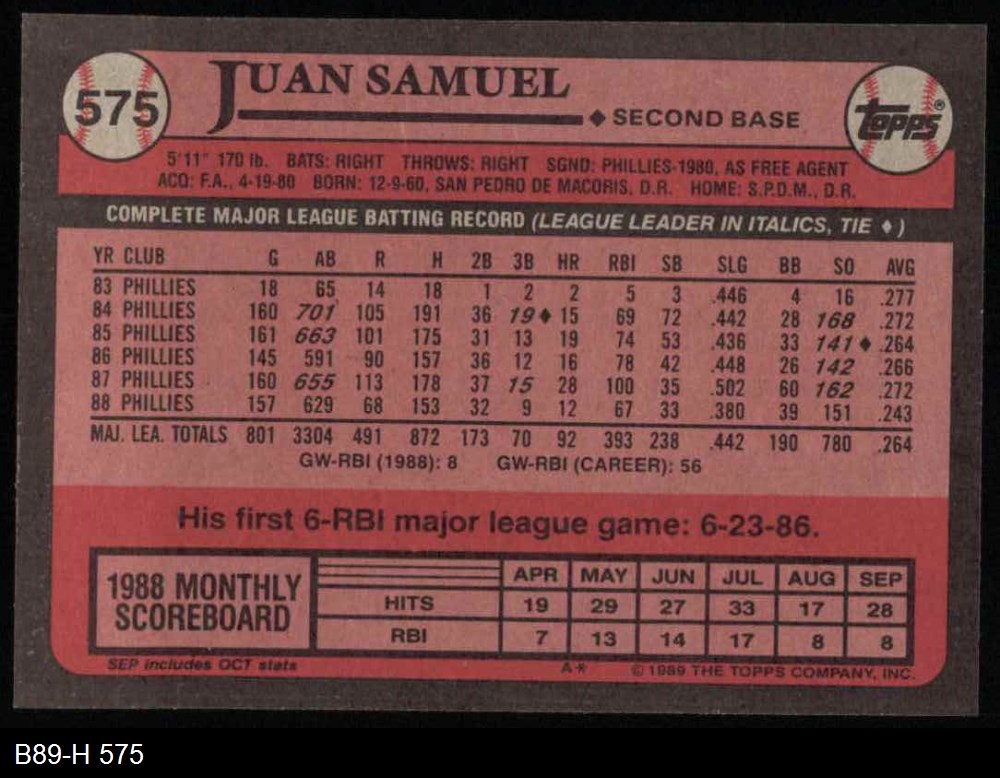 575
JUAN SAMUEL
◆ SECOND BASE
TOPPS®
5'11" 170 lb. BATS: RIGHT THROWS: RIGHT SGND: PHILLIES-1980, AS FREE AGENT
ACQ: F.A., 4-19-80 BORN: 12-9-60, SAN PEDRO DE MACORIS, D.R. HOME: S.P.D.M., D.R.
COMPLETE MAJOR LEAGUE BATTING RECORD (LEAGUE LEADER IN ITALICS, TIE ♦)
YR CLUB G AB R H 2B 3B HR RBI SB SLG BB SO AVG
83 PHILLIES 18 65 14 18 1 2 2 5 3 .446 4 16 .277
84 PHILLIES 160 701 105 191 36 19♦ 15 69 72 .442 28 168 .272
85 PHILLIES 161 663 101 175 31 13 19 74 53 .436 33 141♦ .264
86 PHILLIES 145 591 90 157 36 12 16 78 42 .448 26 142 .266
87 PHILLIES 160 655 113 178 37 15 28 100 35 .502 60 162 .272
88 PHILLIES 157 629 68 153 32 9 12 67 33 .380 39 151 .243
MAJ. LEA. TOTALS 801 3304 491 872 173 70 92 393 238 .442 190 780 .264
GW-RBI (1988): 8 GW-RBI (CAREER): 56
His first 6-RBI major league game: 6-23-86.
1988 MONTHLY SCOREBOARD
APR MAY JUN JUL AUG SEP
HITS 19 29 27 33 17 28
RBI 7 13 14 17 8 8
SEP includes OCT stats
A* © 1989 THE TOPPS COMPANY, INC.
B89-H 575